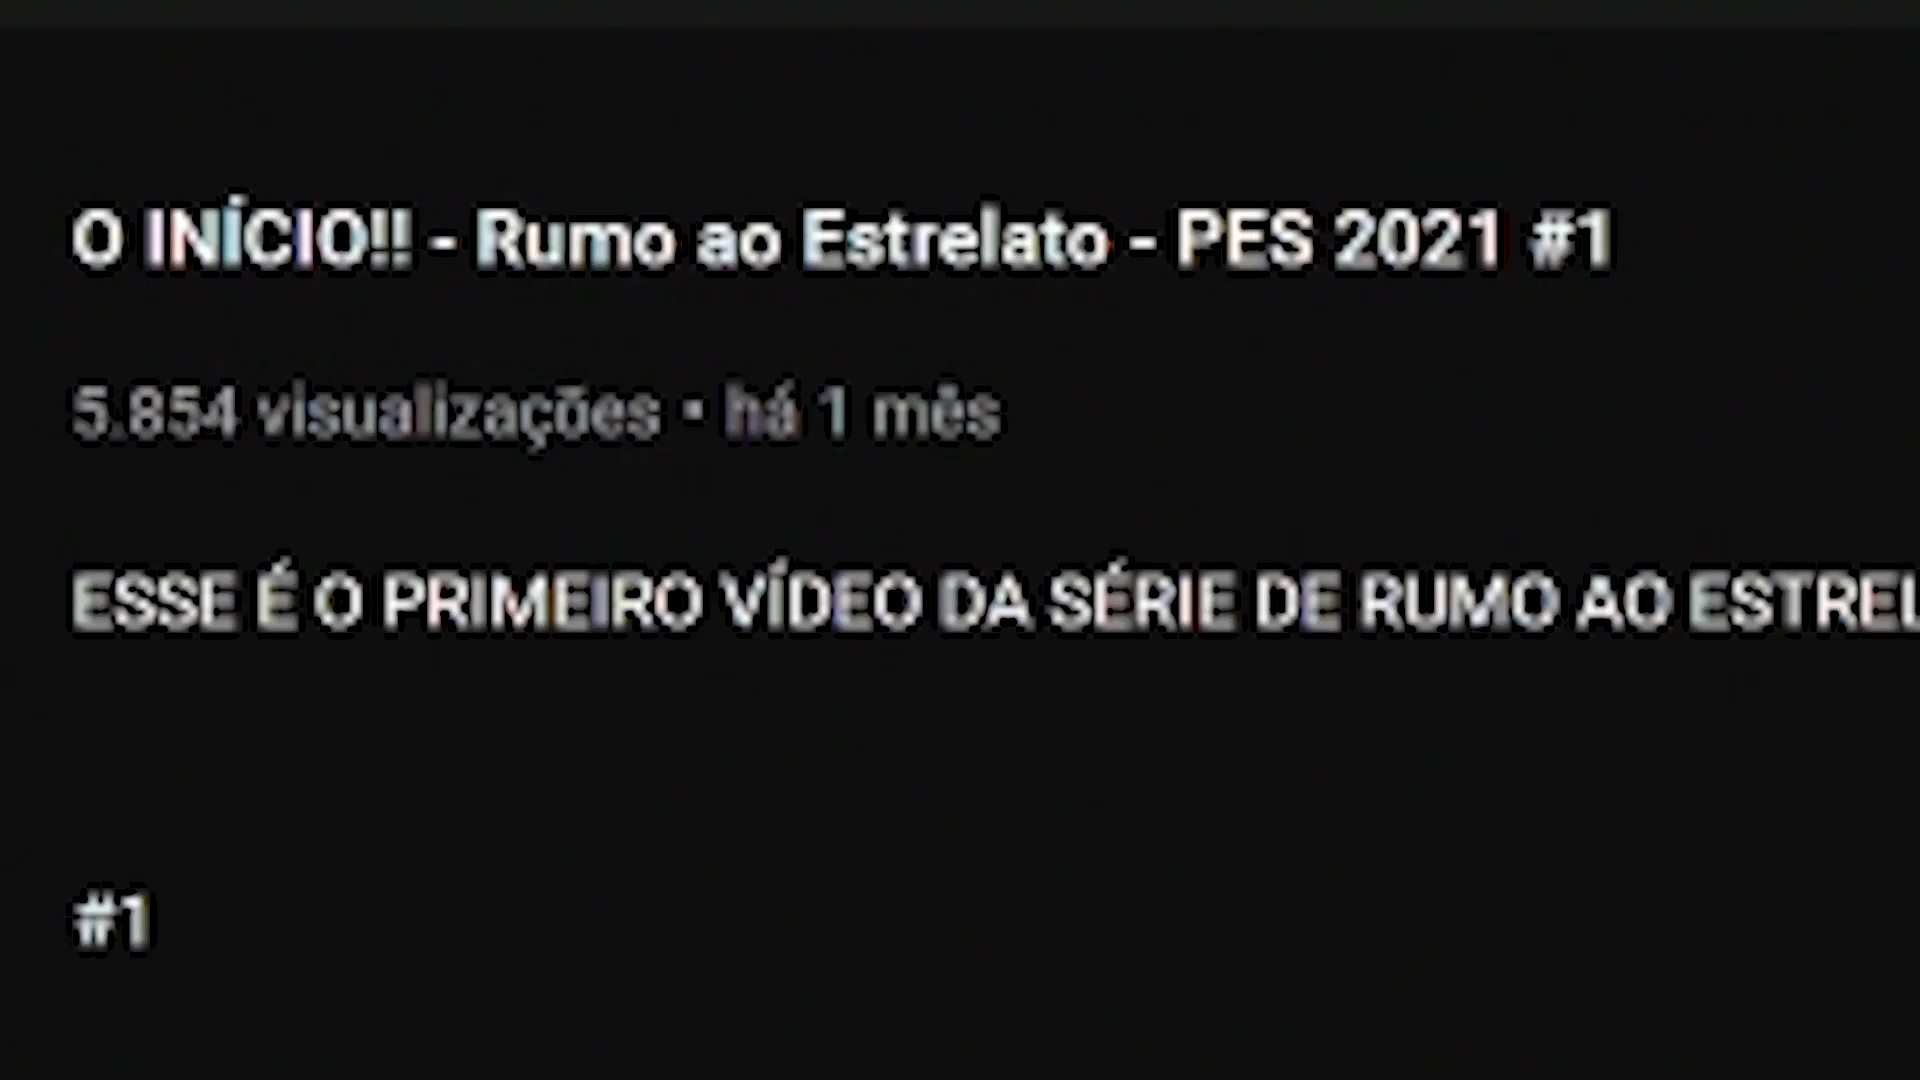 O INÍCIO!! - Rumo ao Estrelato - PES 2021 #1
5.854 visualizações • há 1 mês
ESSE É O PRIMEIRO VÍDEO DA SÉRIE DE RUMO AO ESTREL
#1